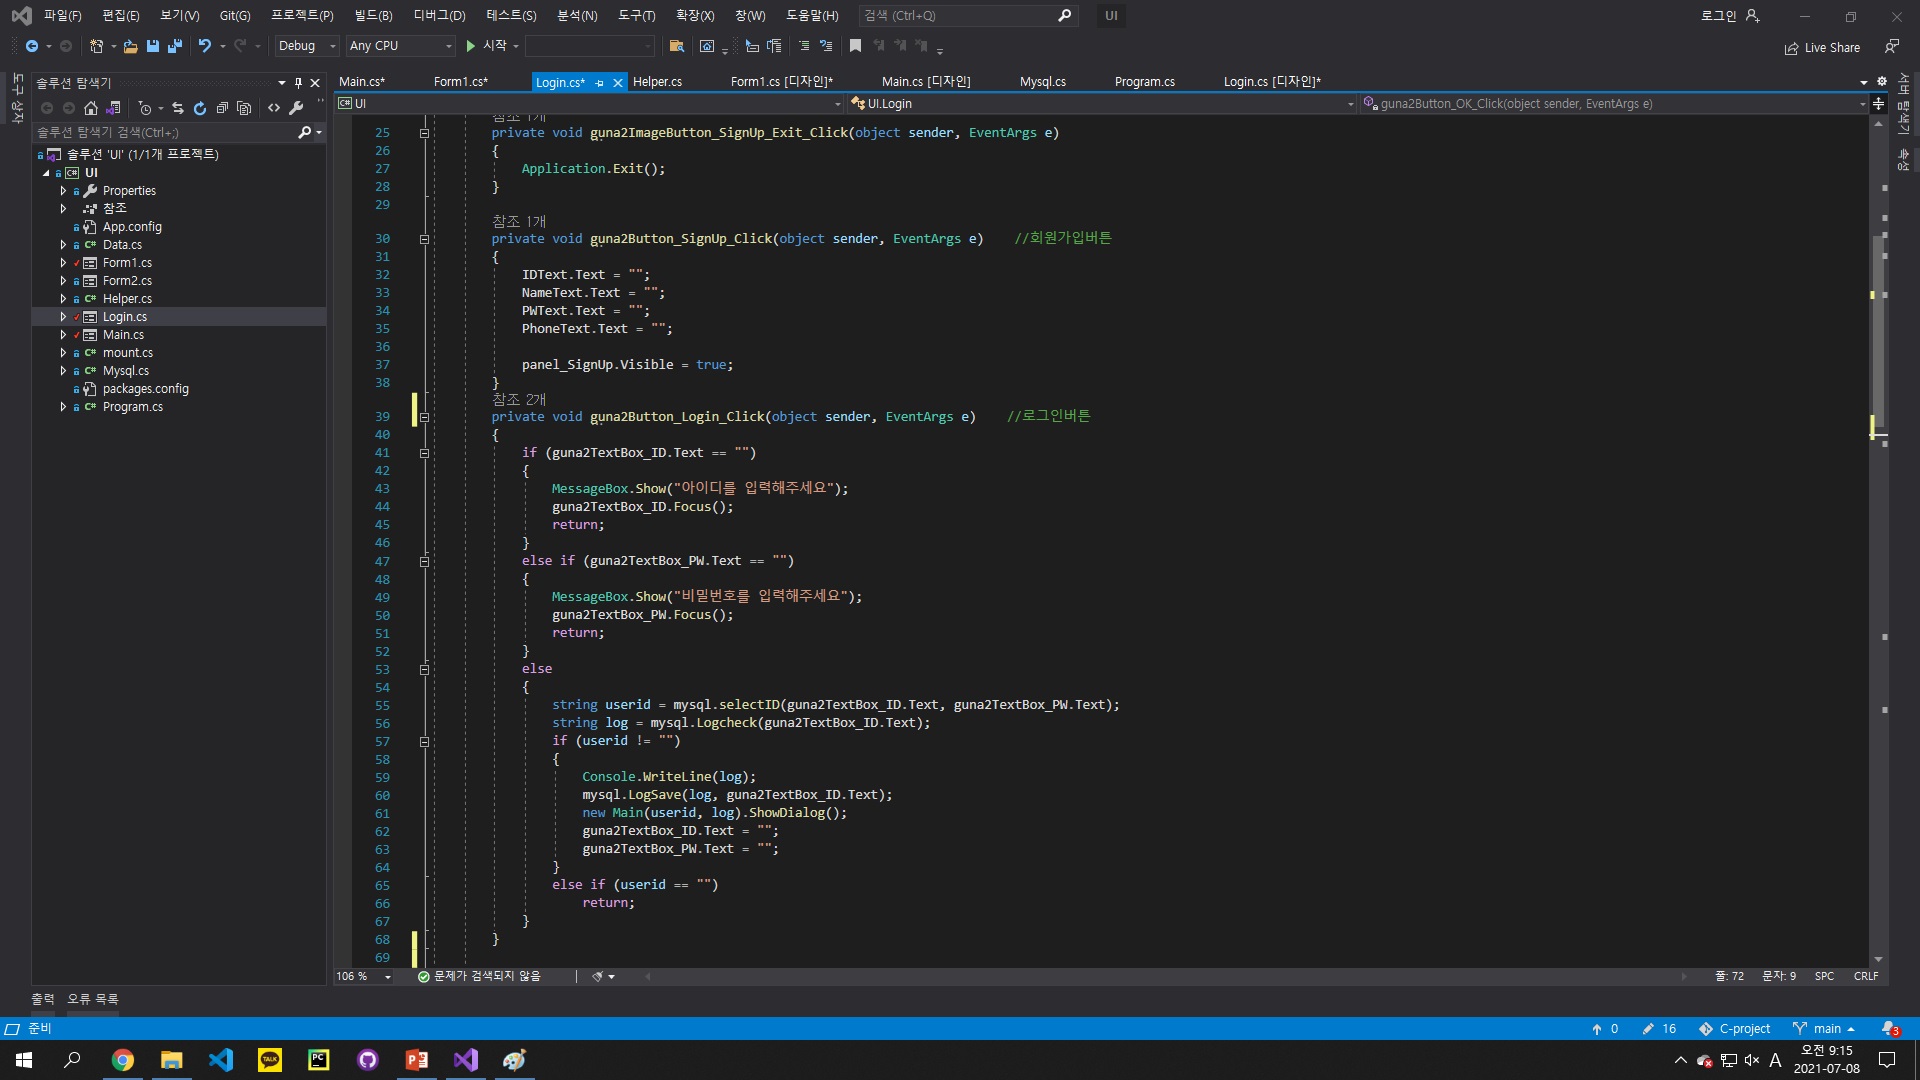 파일(F) 편집(E) 보기(V) Git(G) 프로젝트(P) 빌드(B) 디버그(D) 테스트(S) 분석(N) 도구(T) 확장(X) 창(W) 도움말(H) 검색 (Ctrl+Q) UI 로그인
Debug Any CPU 시작 Live Share
도구 상자
솔루션 탐색기
솔루션 탐색기 검색(Ctrl+;)
솔루션 'UI' (1/1개 프로젝트)
UI
Properties
참조
App.config
Data.cs
Form1.cs
Form2.cs
Helper.cs
Login.cs
Main.cs
mount.cs
Mysql.cs
packages.config
Program.cs
Main.cs* Form1.cs* Login.cs* Helper.cs Form1.cs [디자인]* Main.cs [디자인] Mysql.cs Program.cs Login.cs [디자인]*
UI UI.Login guna2Button_OK_Click(object sender, EventArgs e)
참조 1개
25 private void guna2ImageButton_SignUp_Exit_Click(object sender, EventArgs e)
26 {
27 Application.Exit();
28 }
29
참조 1개
30 private void guna2Button_SignUp_Click(object sender, EventArgs e) //회원가입버튼
31 {
32 IDText.Text = "";
33 NameText.Text = "";
34 PWText.Text = "";
35 PhoneText.Text = "";
36
37 panel_SignUp.Visible = true;
38 }
참조 2개
39 private void guna2Button_Login_Click(object sender, EventArgs e) //로그인버튼
40 {
41 if (guna2TextBox_ID.Text == "")
42 {
43 MessageBox.Show("아이디를 입력해주세요");
44 guna2TextBox_ID.Focus();
45 return;
46 }
47 else if (guna2TextBox_PW.Text == "")
48 {
49 MessageBox.Show("비밀번호를 입력해주세요");
50 guna2TextBox_PW.Focus();
51 return;
52 }
53 else
54 {
55 string userid = mysql.selectID(guna2TextBox_ID.Text, guna2TextBox_PW.Text);
56 string log = mysql.Logcheck(guna2TextBox_ID.Text);
57 if (userid != "")
58 {
59 Console.WriteLine(log);
60 mysql.LogSave(log, guna2TextBox_ID.Text);
61 new Main(userid, log).ShowDialog();
62 guna2TextBox_ID.Text = "";
63 guna2TextBox_PW.Text = "";
64 }
65 else if (userid == "")
66 return;
67 }
68 }
69
서버 탐색기
속성
106 % 문제가 검색되지 않음 줄: 72 문자: 9 SPC CRLF
출력 오류 목록
준비 0 16 C-project main 3
TALK PC A 오전 9:15
2021-07-08